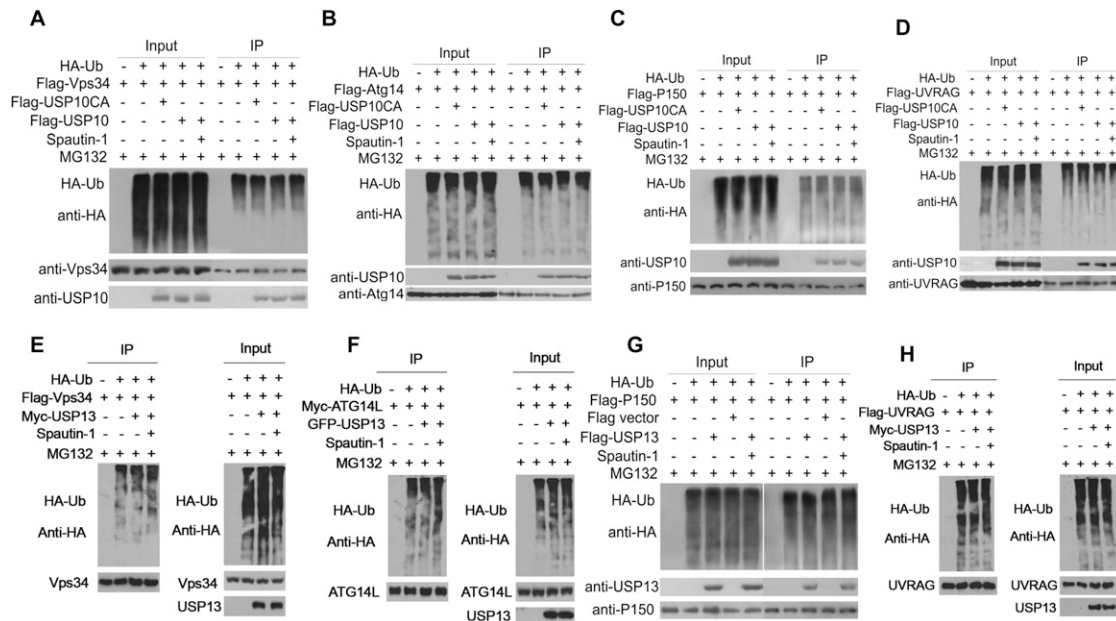 A
Input IP
HA-Ub - + + + + - + + + +
Flag-Vps34 + + + + + + + + + +
Flag-USP10CA - - + - - - - + - -
Flag-USP10 - - - + + - - - + +
Spautin-1 - - - - + - - - - +
MG132 + + + + + + + + + +
HA-Ub
anti-HA
anti-Vps34
anti-USP10
B
Input IP
HA-Ub - + + + + - + + + +
Flag-Atg14 + + + + + + + + + +
Flag-USP10CA - - + - - - - + - -
Flag-USP10 - - - + + - - - + +
Spautin-1 - - - - + - - - - +
MG132 + + + + + + + + + +
HA-Ub
anti-HA
anti-USP10
anti-Atg14
C
Input IP
HA-Ub - + + + + - + + + +
Flag-P150 + + + + + + + + + +
Flag-USP10CA - - + - - - - + - -
Flag-USP10 - - - + + - - - + +
Spautin-1 - - - - + - - - - +
MG132 + + + + + + + + + +
HA-Ub
anti-HA
anti-USP10
anti-P150
D
Input IP
HA-Ub - + + + + - + + + +
Flag-UVRAG + + + + + + + + + +
Flag-USP10CA - - + - - - - + - -
Flag-USP10 - - - + + - - - + +
Spautin-1 - - - - + - - - - +
MG132 + + + + + + + + + +
HA-Ub
anti-HA
anti-USP10
anti-UVRAG
E
IP Input
HA-Ub - + + + - + + +
Flag-Vps34 + + + + + + + +
Myc-USP13 - - + + - - + +
Spautin-1 - - - + - - - +
MG132 + + + + + + + +
HA-Ub HA-Ub
Anti-HA Anti-HA
Vps34 Vps34
USP13
F
IP Input
HA-Ub - + + + - + + +
Myc-ATG14L + + + + + + + +
GFP-USP13 - - + + - - + +
Spautin-1 - - - + - - - +
MG132 + + + + + + + +
HA-Ub HA-Ub
Anti-HA Anti-HA
ATG14L ATG14L
USP13
G
Input IP
HA-Ub - + + + + - + + + +
Flag-P150 + + + + + + + + + +
Flag vector - - - + - - - - + -
Flag-USP13 - - + - + - - + - +
Spautin-1 - - - - + - - - - +
MG132 + + + + + + + + + +
HA-Ub
anti-HA
anti-USP13
anti-P150
H
IP Input
HA-Ub - + + + - + + +
Flag-UVRAG + + + + + + + +
Myc-USP13 - - + + - - + +
Spautin-1 - - - + - - - +
MG132 + + + + + + + +
HA-Ub HA-Ub
Anti-HA Anti-HA
UVRAG UVRAG
USP13